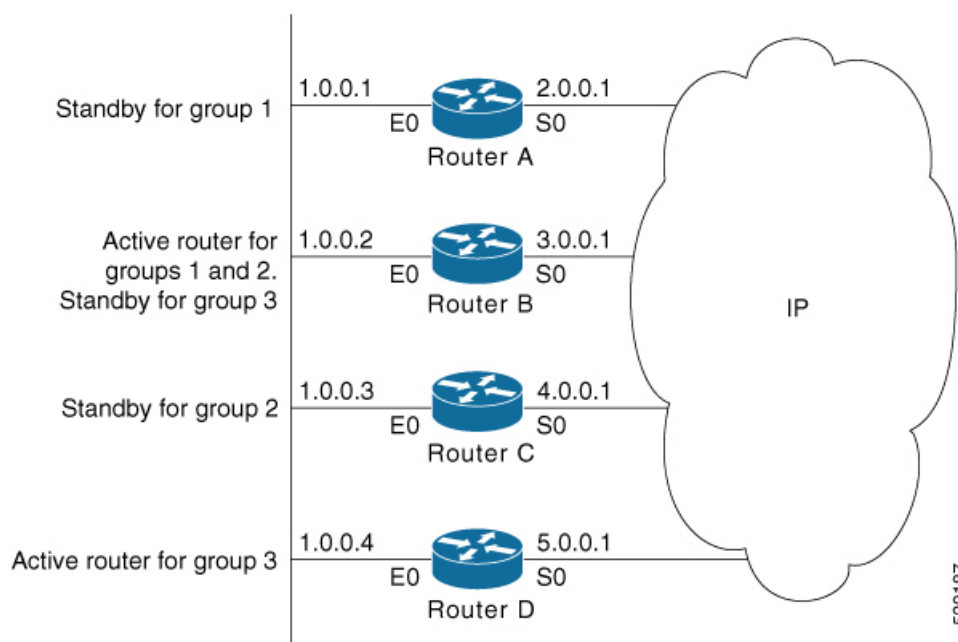 Standby for group 1
1.0.0.1
2.0.0.1
E0
S0
Router A
Active router for
groups 1 and 2.
Standby for group 3
1.0.0.2
3.0.0.1
E0
S0
Router B
IP
Standby for group 2
1.0.0.3
4.0.0.1
E0
S0
Router C
Active router for group 3
1.0.0.4
5.0.0.1
E0
S0
Router D